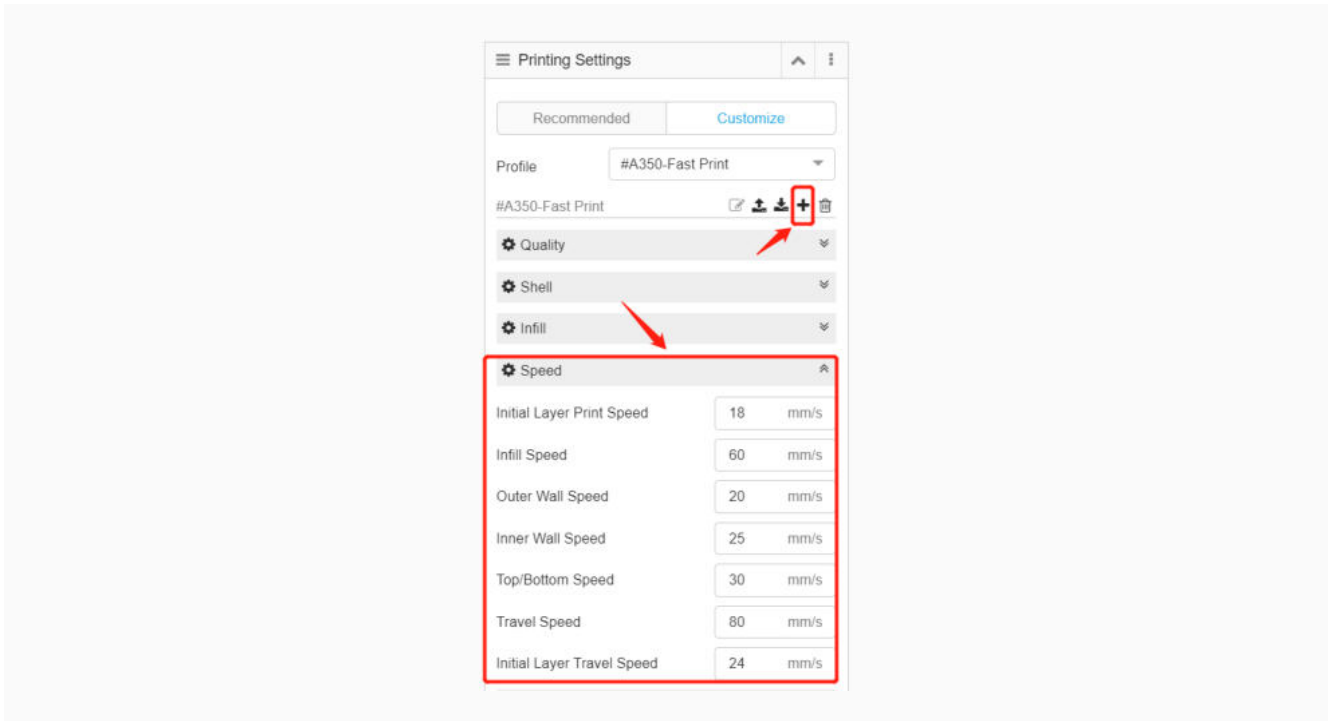 Printing Settings
Recommended Customize
Profile #A350-Fast Print
#A350-Fast Print
Quality
Shell
Infill
Speed
Initial Layer Print Speed 18 mm/s
Infill Speed 60 mm/s
Outer Wall Speed 20 mm/s
Inner Wall Speed 25 mm/s
Top/Bottom Speed 30 mm/s
Travel Speed 80 mm/s
Initial Layer Travel Speed 24 mm/s